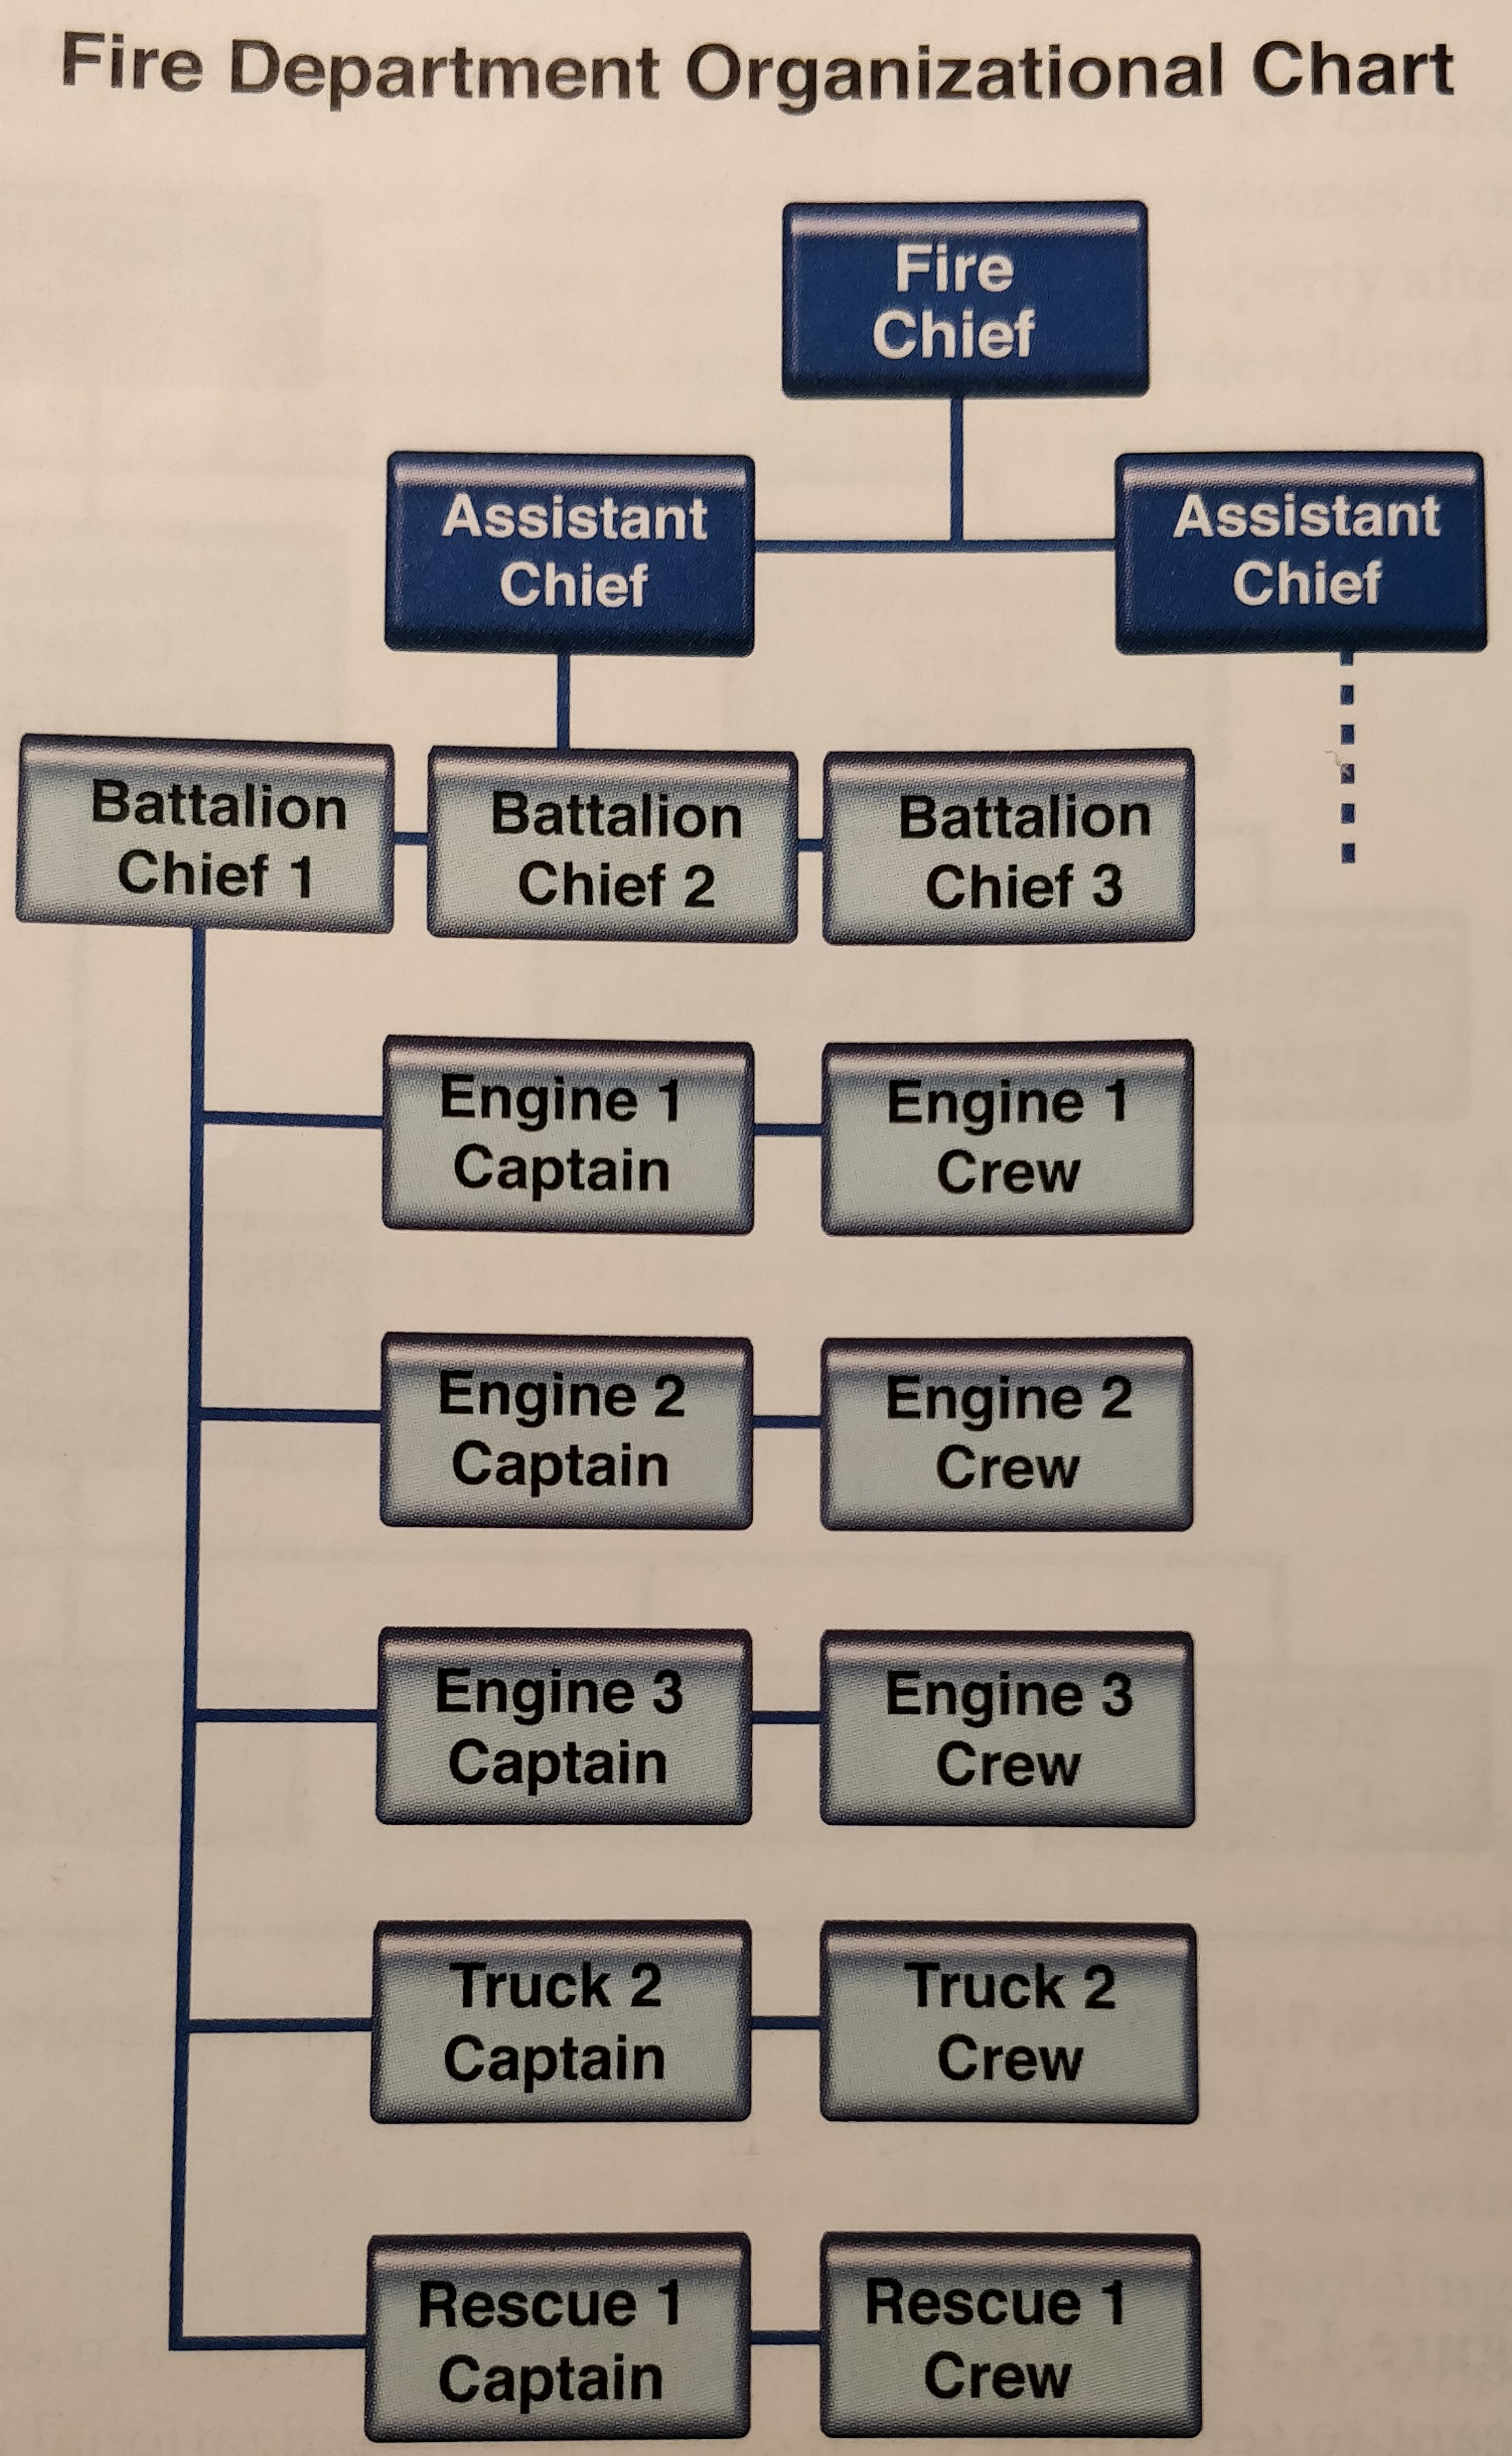 Fire Department Organizational Chart
Fire
Chief
Assistant
Chief
Assistant
Chief
Battalion
Chief 1
Battalion
Chief 2
Battalion
Chief 3
Engine 1
Captain
Engine 1
Crew
Engine 2
Captain
Engine 2
Crew
Engine 3
Captain
Engine 3
Crew
Truck 2
Captain
Truck 2
Crew
Rescue 1
Captain
Rescue 1
Crew